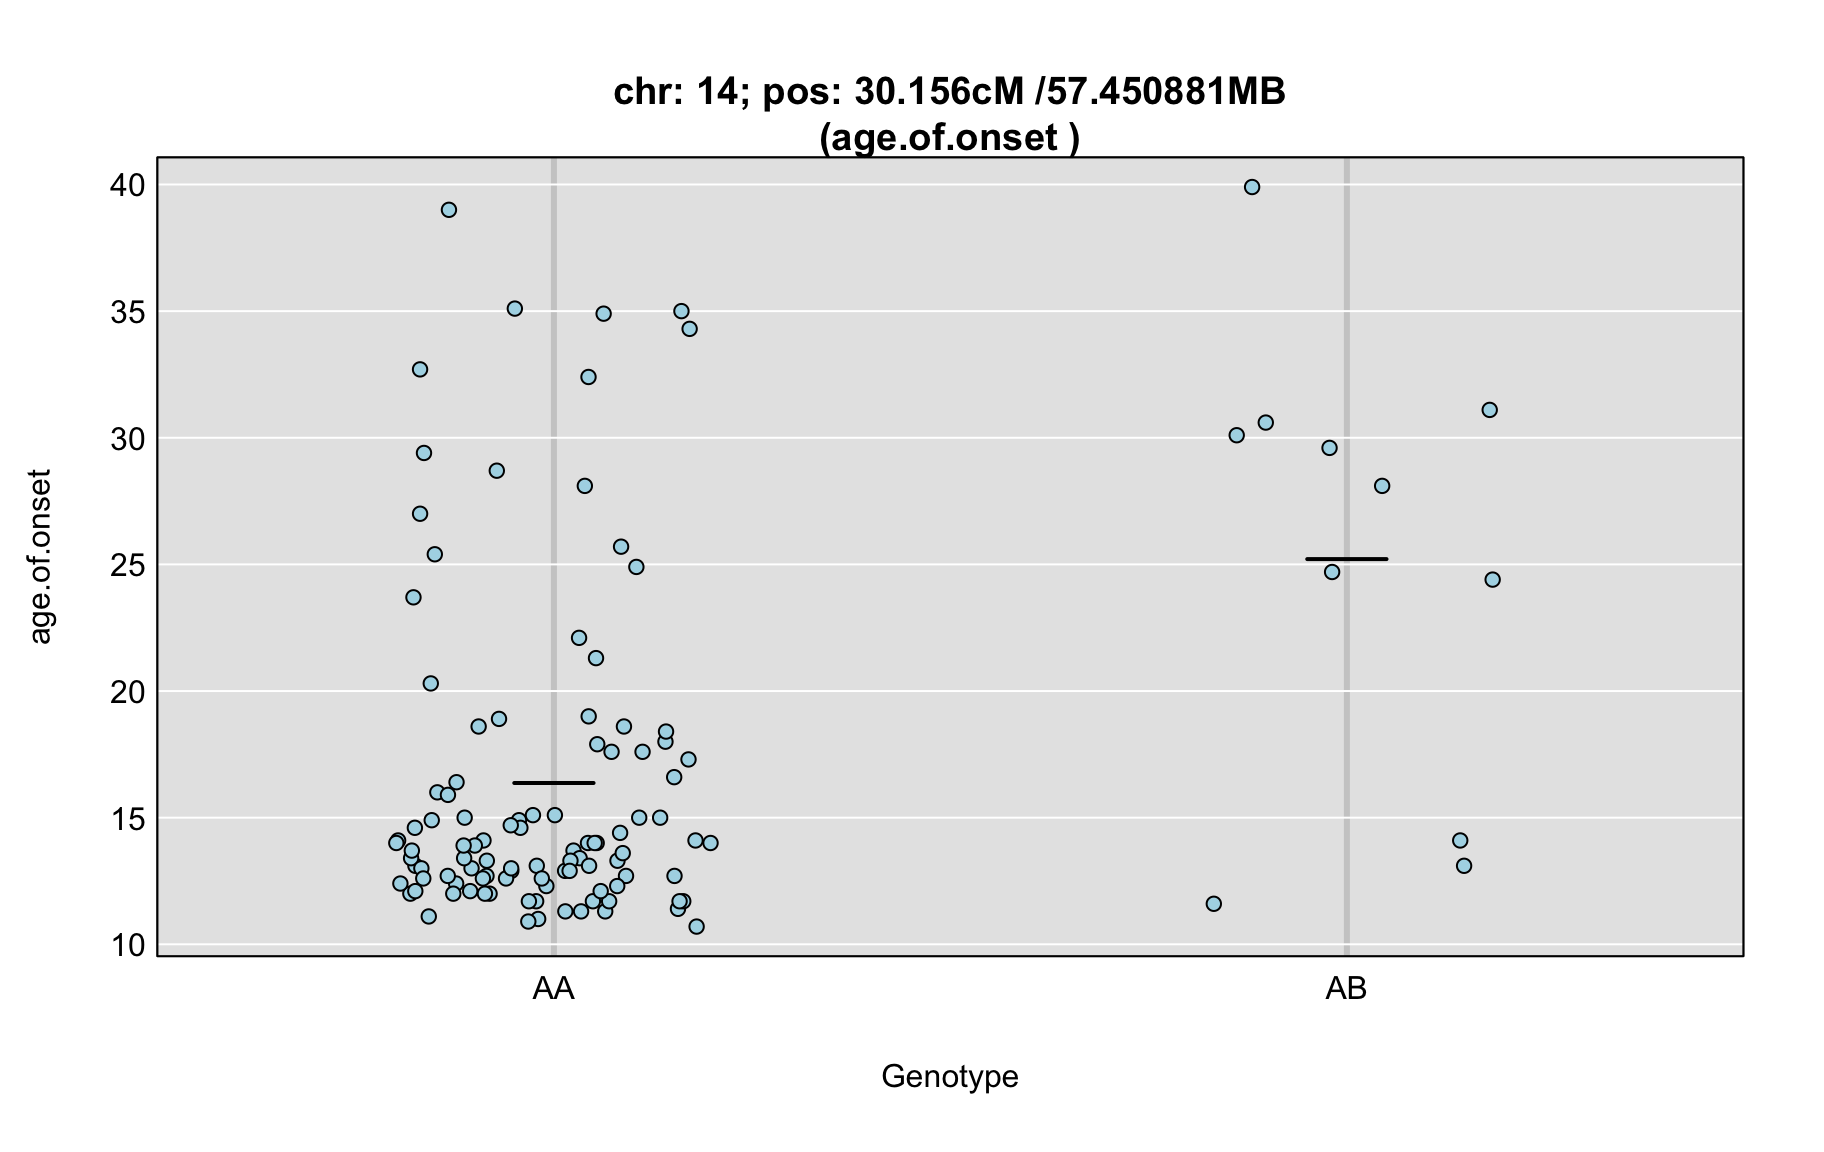 chr: 14; pos: 30.156cM /57.450881MB
(age.of.onset )
40
35
30
25
20
15
10
age.of.onset
AA
AB
Genotype